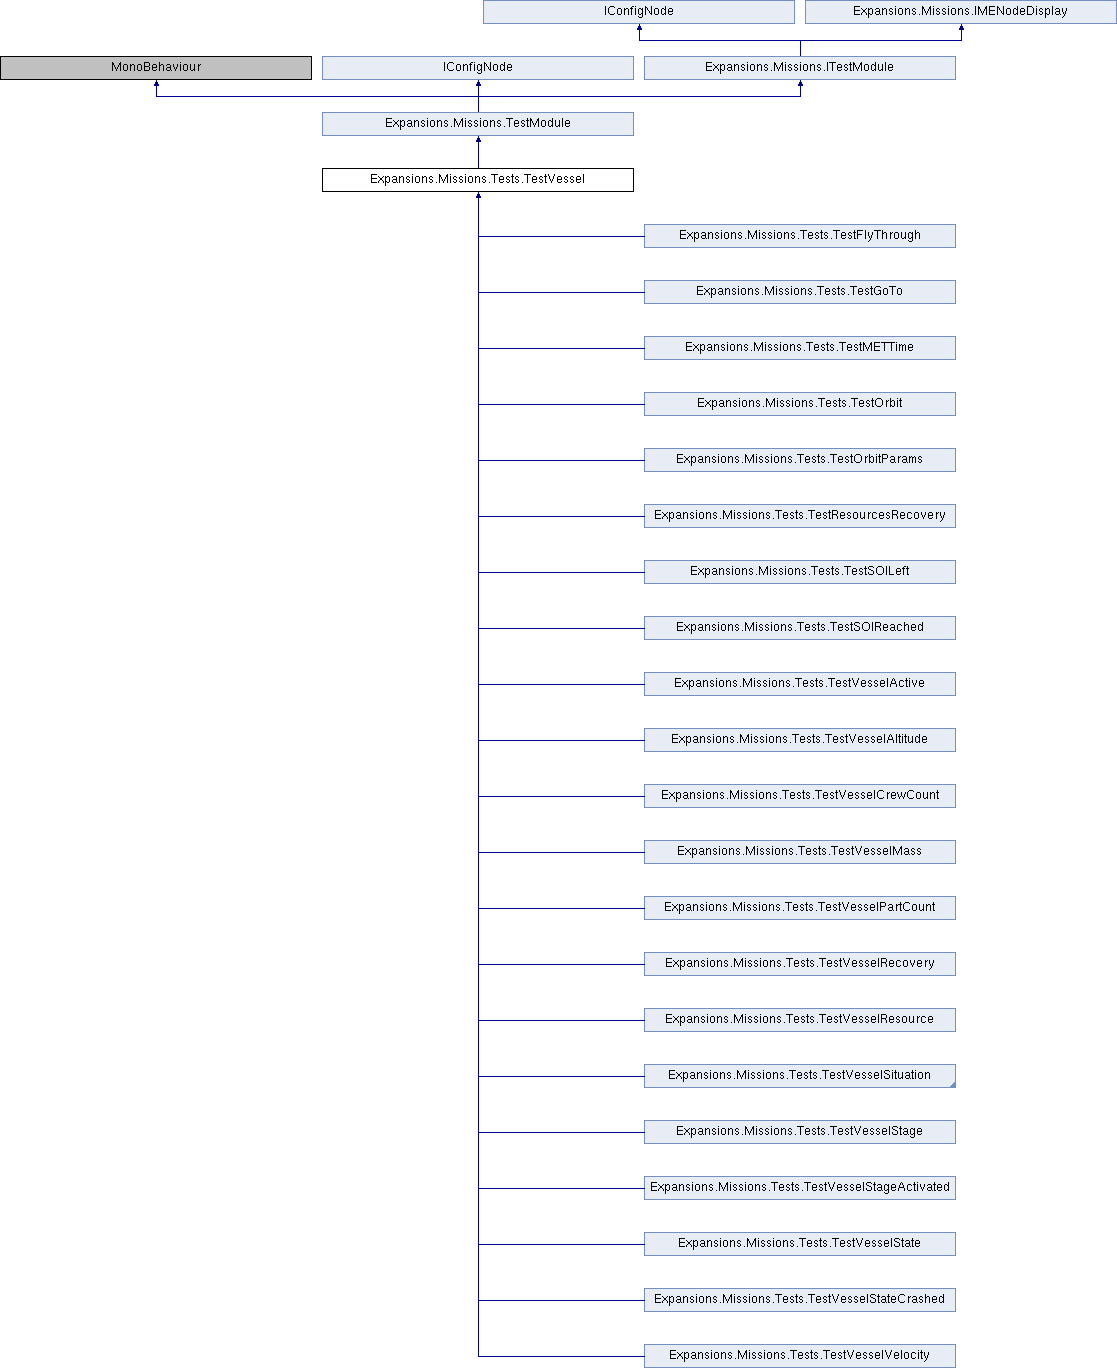 IConfigNode
Expansions.Missions.IMENodeDisplay
MonoBehaviour
IConfigNode
Expansions.Missions.ITestModule
Expansions.Missions.TestModule
Expansions.Missions.Tests.TestVessel
Expansions.Missions.Tests.TestFlyThrough
Expansions.Missions.Tests.TestGoTo
Expansions.Missions.Tests.TestMETTime
Expansions.Missions.Tests.TestOrbit
Expansions.Missions.Tests.TestOrbitParams
Expansions.Missions.Tests.TestResourcesRecovery
Expansions.Missions.Tests.TestSOILeft
Expansions.Missions.Tests.TestSOIReached
Expansions.Missions.Tests.TestVesselActive
Expansions.Missions.Tests.TestVesselAltitude
Expansions.Missions.Tests.TestVesselCrewCount
Expansions.Missions.Tests.TestVesselMass
Expansions.Missions.Tests.TestVesselPartCount
Expansions.Missions.Tests.TestVesselRecovery
Expansions.Missions.Tests.TestVesselResource
Expansions.Missions.Tests.TestVesselSituation
Expansions.Missions.Tests.TestVesselStage
Expansions.Missions.Tests.TestVesselStageActivated
Expansions.Missions.Tests.TestVesselState
Expansions.Missions.Tests.TestVesselStateCrashed
Expansions.Missions.Tests.TestVesselVelocity